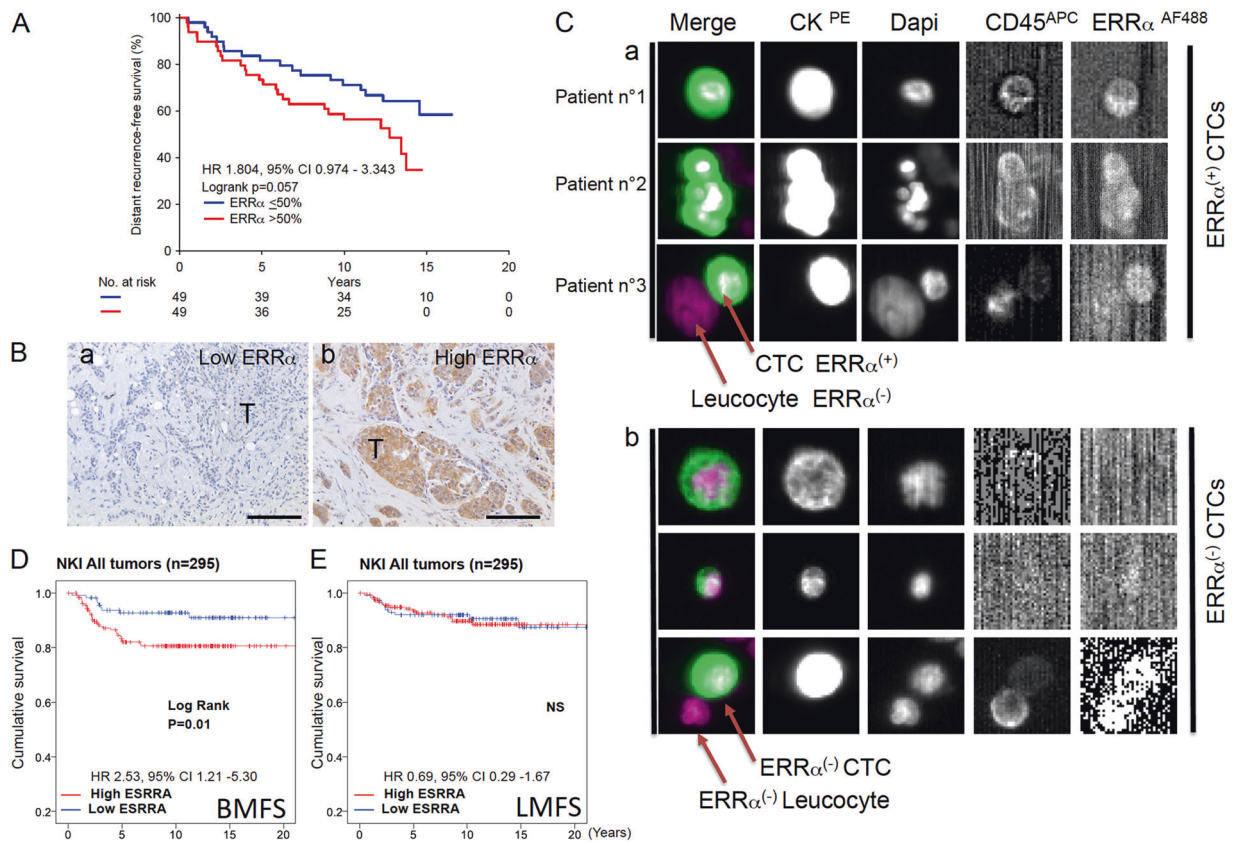 A
Distant recurrence-free survival (%)
100
80
60
40
20
0
HR 1.804, 95% CI 0.974 - 3.343
Logrank p=0.057
ERRα ≤50%
ERRα >50%
0 5 10 15 20
No. at risk Years
49 39 34 10 0
49 36 25 0 0
B
a Low ERRα
T
b High ERRα
T
C
Merge CK PE Dapi CD45APC ERRα AF488
a
Patient n°1
Patient n°2
Patient n°3
ERRα(+) CTCs
CTC ERRα(+)
Leucocyte ERRα(-)
b
ERRα(-) CTCs
ERRα(-) CTC
ERRα(-) Leucocyte
D NKI All tumors (n=295)
Cumulative survival
1.0
0.8
0.6
0.4
0.2
Log Rank
P=0.01
HR 2.53, 95% CI 1.21 -5.30
High ESRRA
Low ESRRA
BMFS
0 5 10 15 20
E NKI All tumors (n=295)
Cumulative survival
1.0
0.8
0.6
0.4
0.2
NS
HR 0.69, 95% CI 0.29 -1.67
High ESRRA
Low ESRRA
LMFS
0 5 10 15 20 (Years)